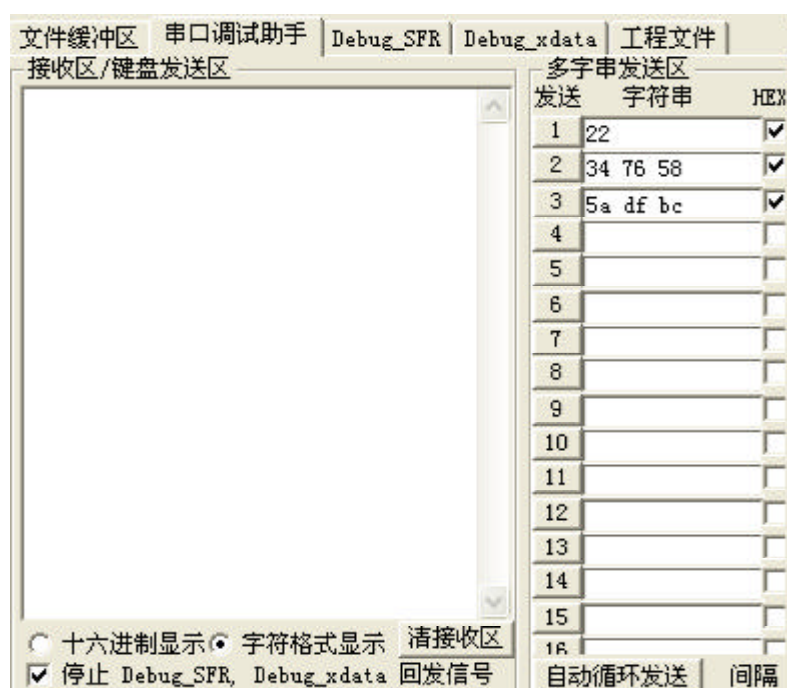 文件缓冲区 串口调试助手 Debug_SFR Debug_xdata 工程文件
接收区/键盘发送区
多字串发送区
发送 字符串 HEX
1 22
2 34 76 58
3 5a df bc
4
5
6
7
8
9
10
11
12
13
14
15
16
十六进制显示 字符格式显示 清接收区
停止 Debug_SFR, Debug_xdata 回发信号
自动循环发送 间隔